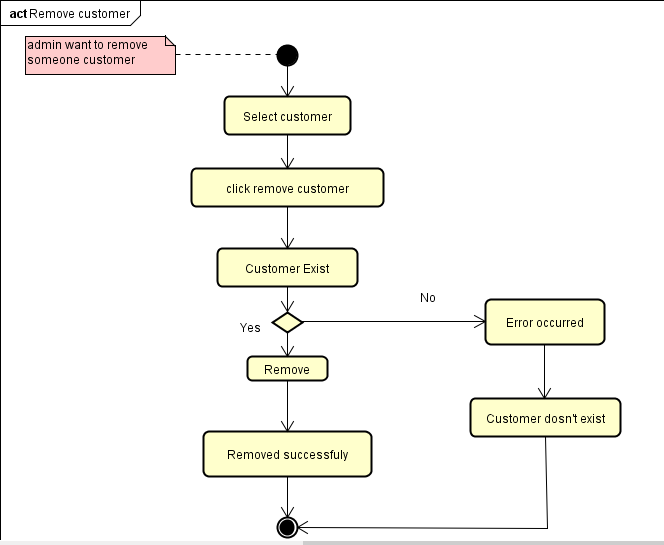 act Remove customer
admin want to remove
someone customer
Select customer
click remove customer
Customer Exist
No
Yes
Error occurred
Remove
Customer dosn't exist
Removed successfuly